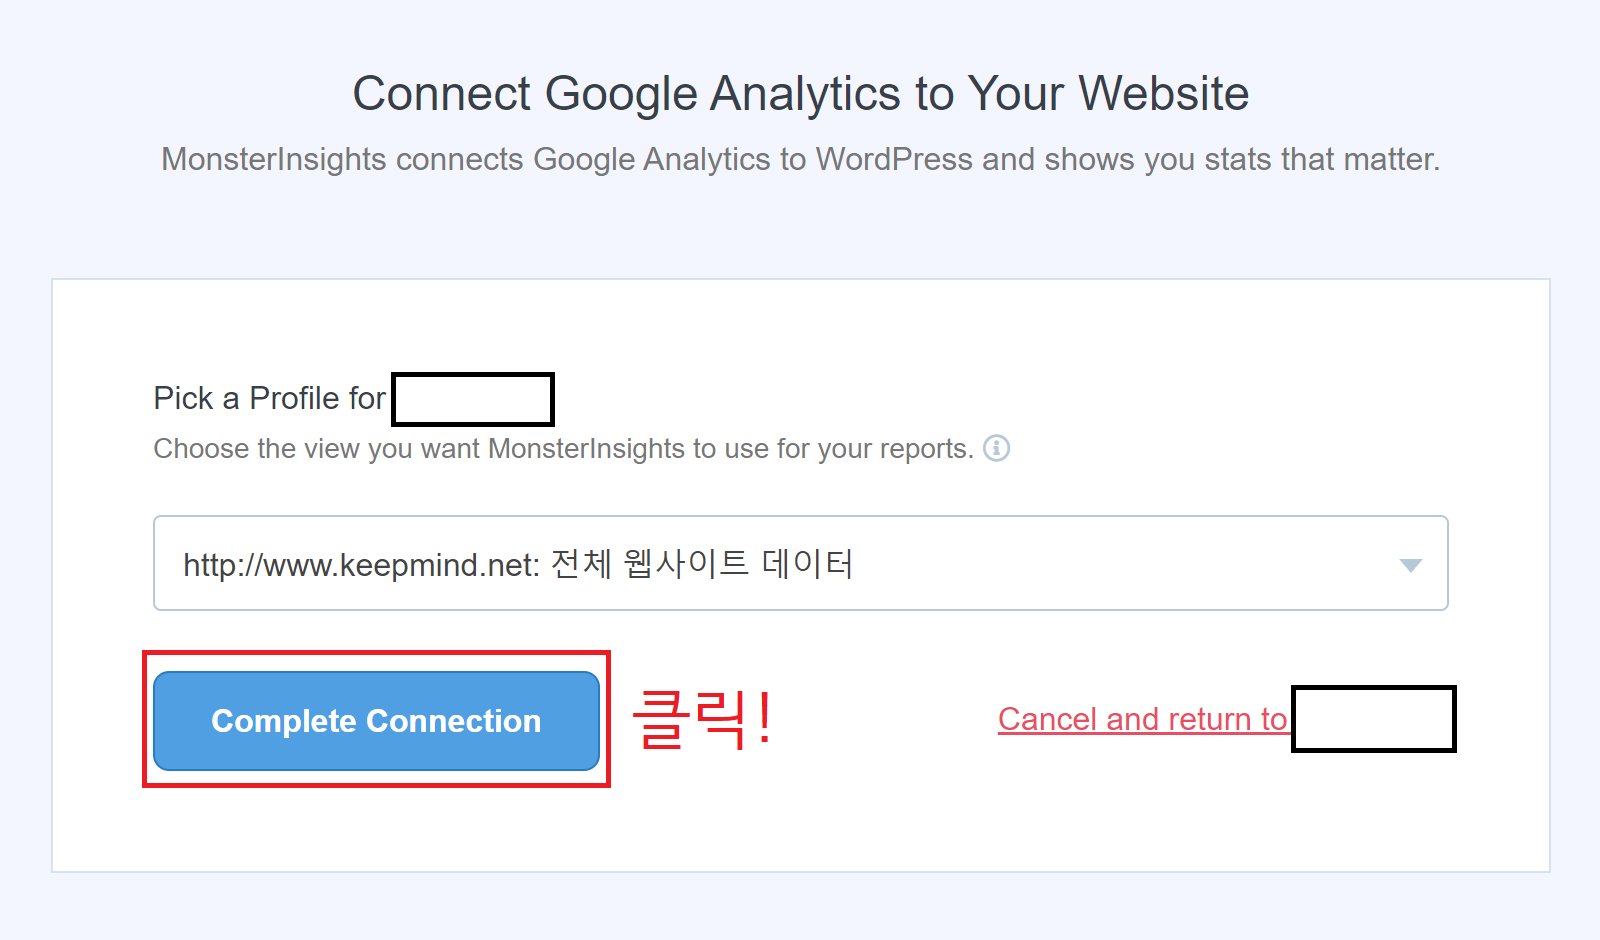 Connect Google Analytics to Your Website
MonsterInsights connects Google Analytics to WordPress and shows you stats that matter.
Pick a Profile for
Choose the view you want MonsterInsights to use for your reports.
http://www.keepmind.net: 전체 웹사이트 데이터
Complete Connection 클릭! Cancel and return to